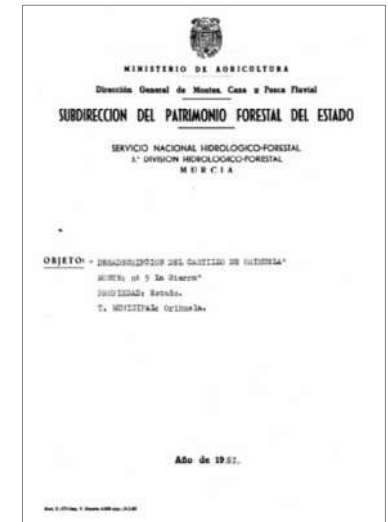 MINISTERIO DE AGRICULTURA
Dirección General de Montes, Caza y Pesca Fluvial
SUBDIRECCION DEL PATRIMONIO FORESTAL DEL ESTADO
SERVICIO NACIONAL HIDROLOGICO-FORESTAL
DIVISION HIDROLOGICO-FORESTAL
MURCIA
OBJETO: DEL CASTILLO DE ORIHUELA"
MONTE: nº 5 La Sierra"
PROPIEDAD: Estado.
T. MUNICIPAL: Orihuela.
Año de 19